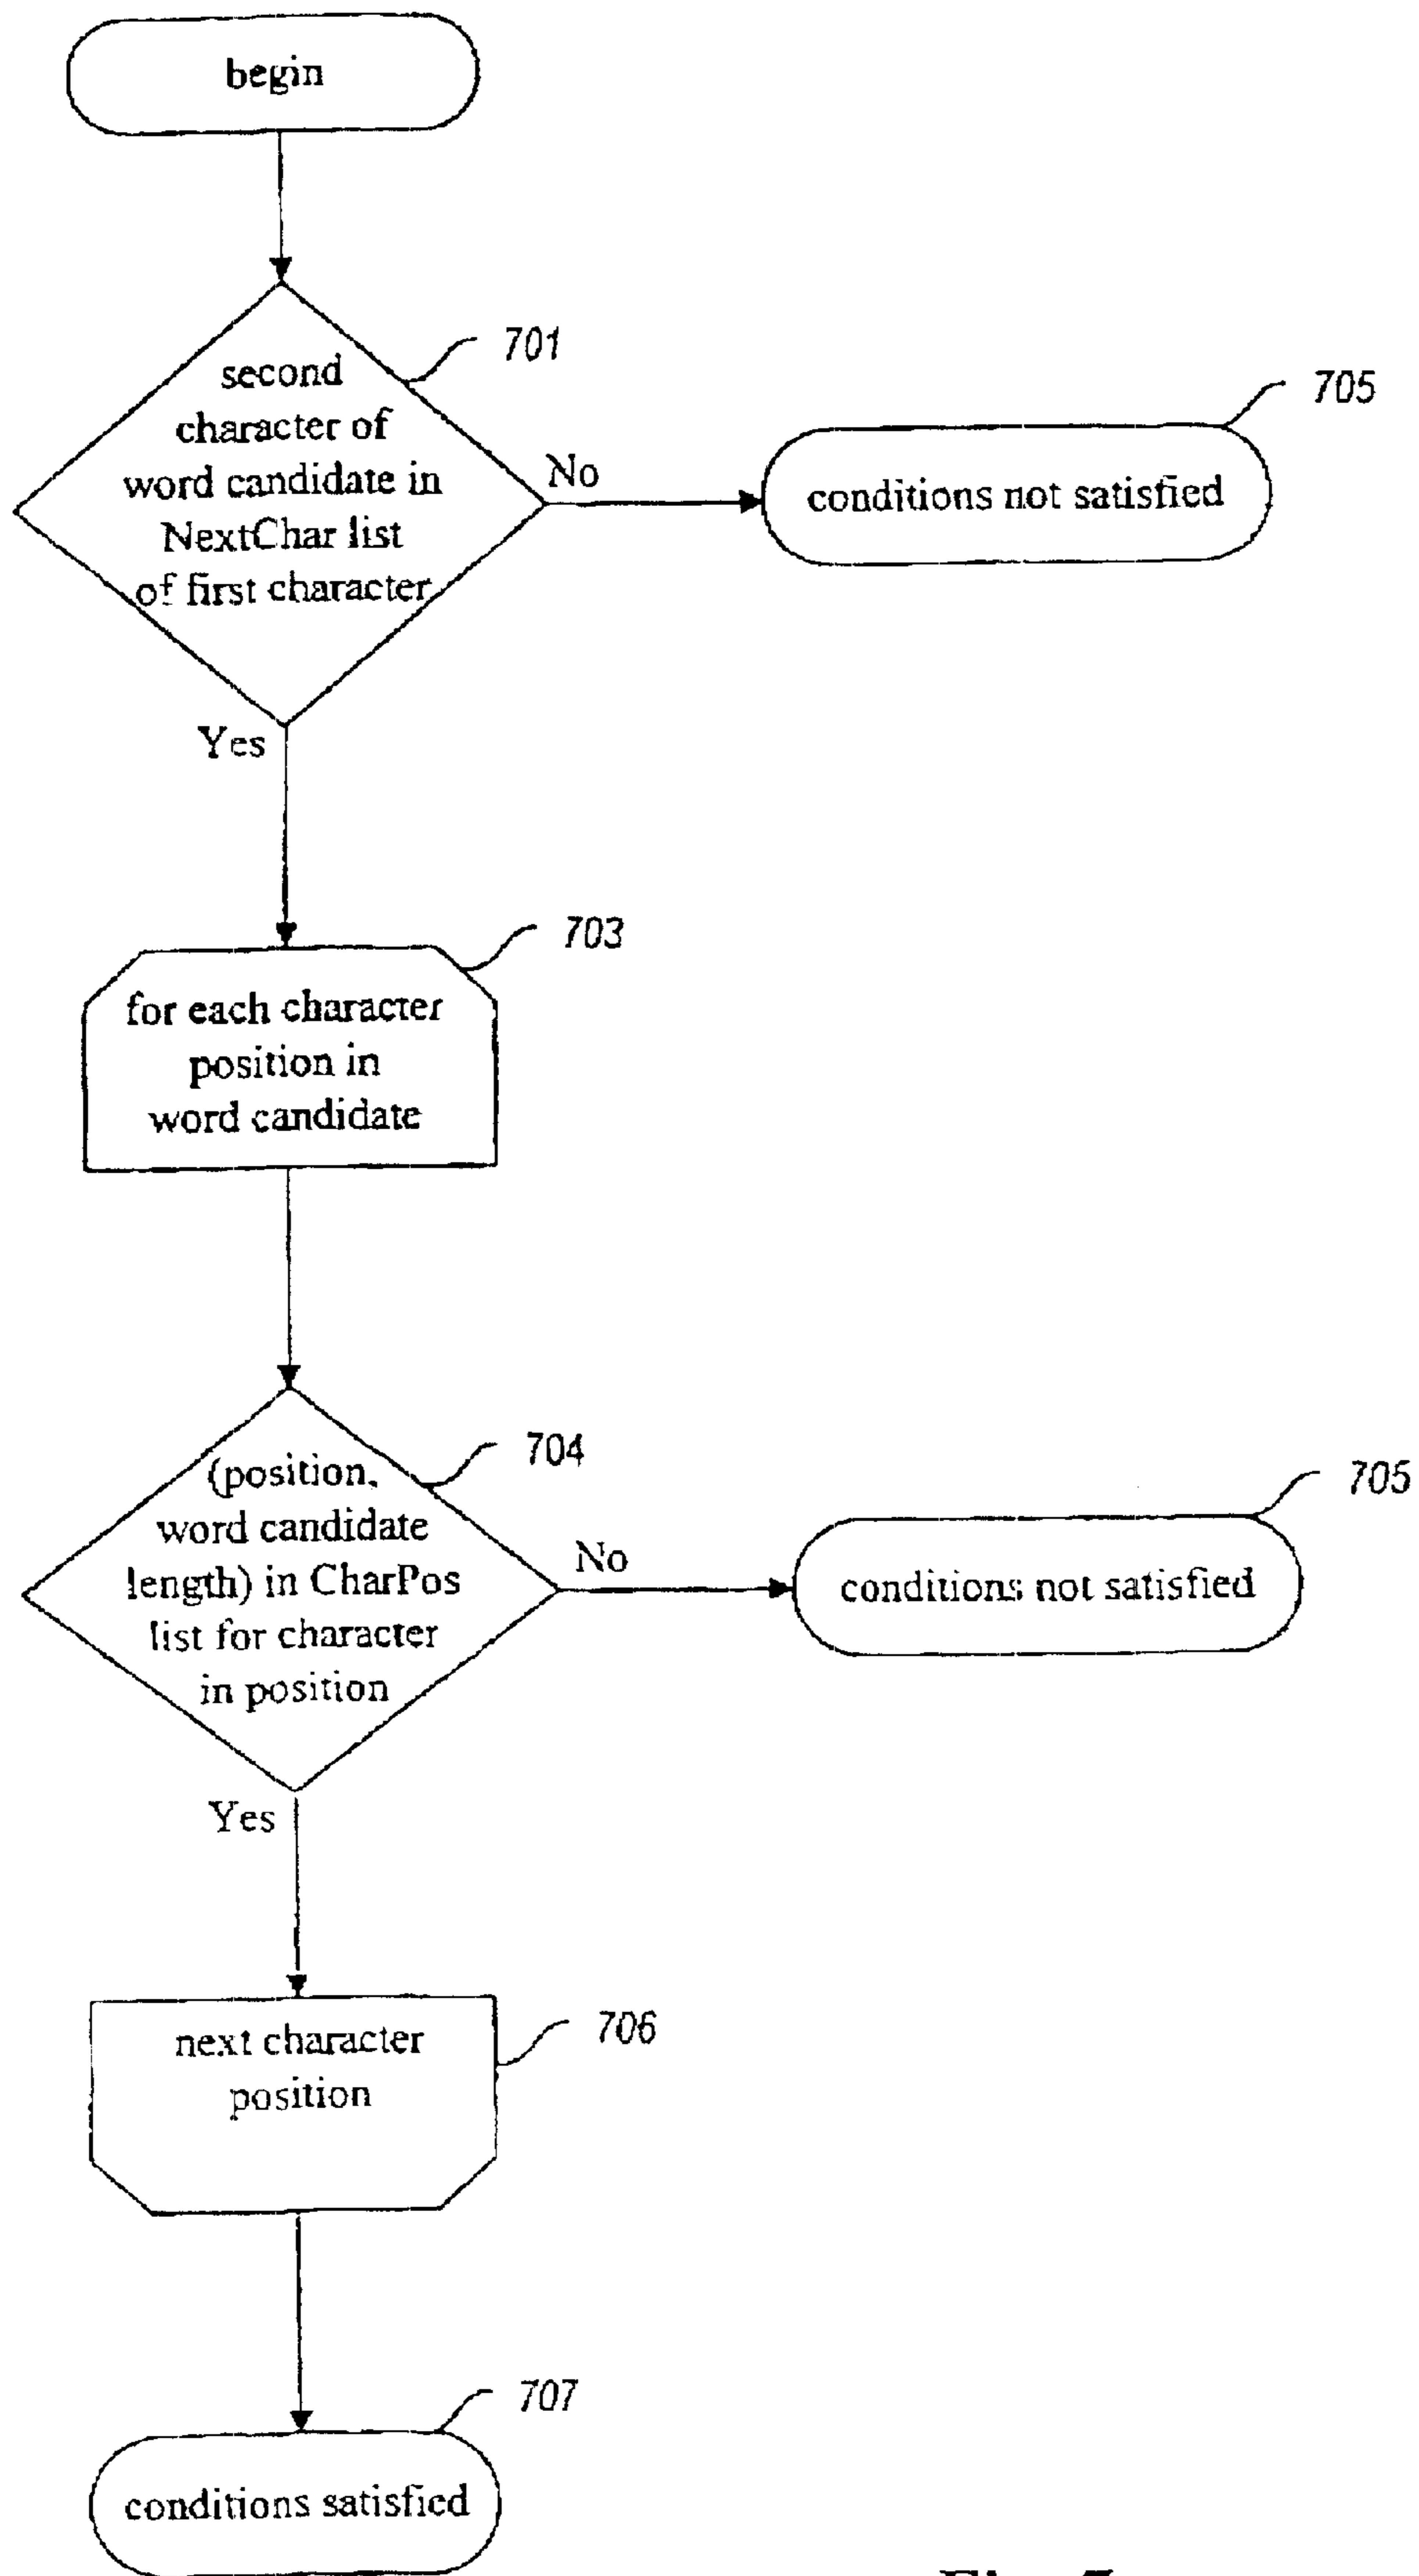 begin
701
second
character of
word candidate in
NextChar list
of first character
No
705
conditions not satisfied
Yes
703
for each character
position in
word candidate
704
(position,
word candidate
length) in CharPos
list for character
in position
No
705
conditions not satisfied
Yes
next character
position
706
707
conditions satisfied